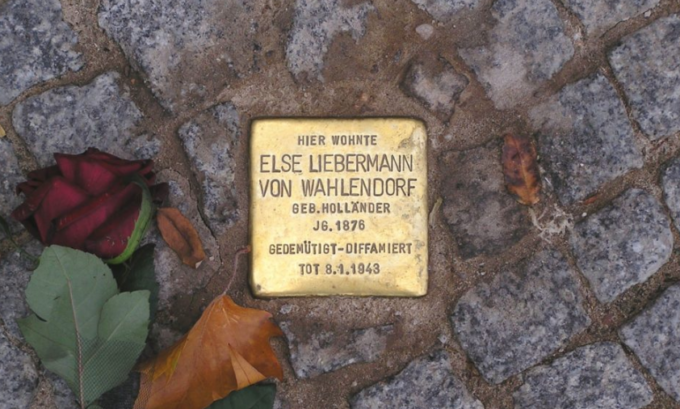 HIER WOHNTE
ELSE LIEBERMANN
VON WAHLENDORF
GEB.HOLLÄNDER
JG.1876
GEDEMÜTIGT-DIFFAMIERT
TOT 8.1.1943